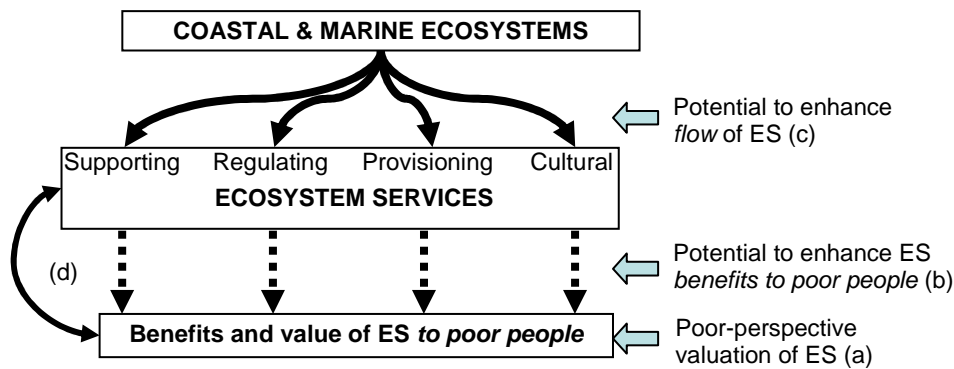 COASTAL & MARINE ECOSYSTEMS
Potential to enhance
flow of ES (c)
Supporting Regulating Provisioning Cultural
ECOSYSTEM SERVICES
(d)
Potential to enhance ES
benefits to poor people (b)
Benefits and value of ES to poor people
Poor-perspective
valuation of ES (a)